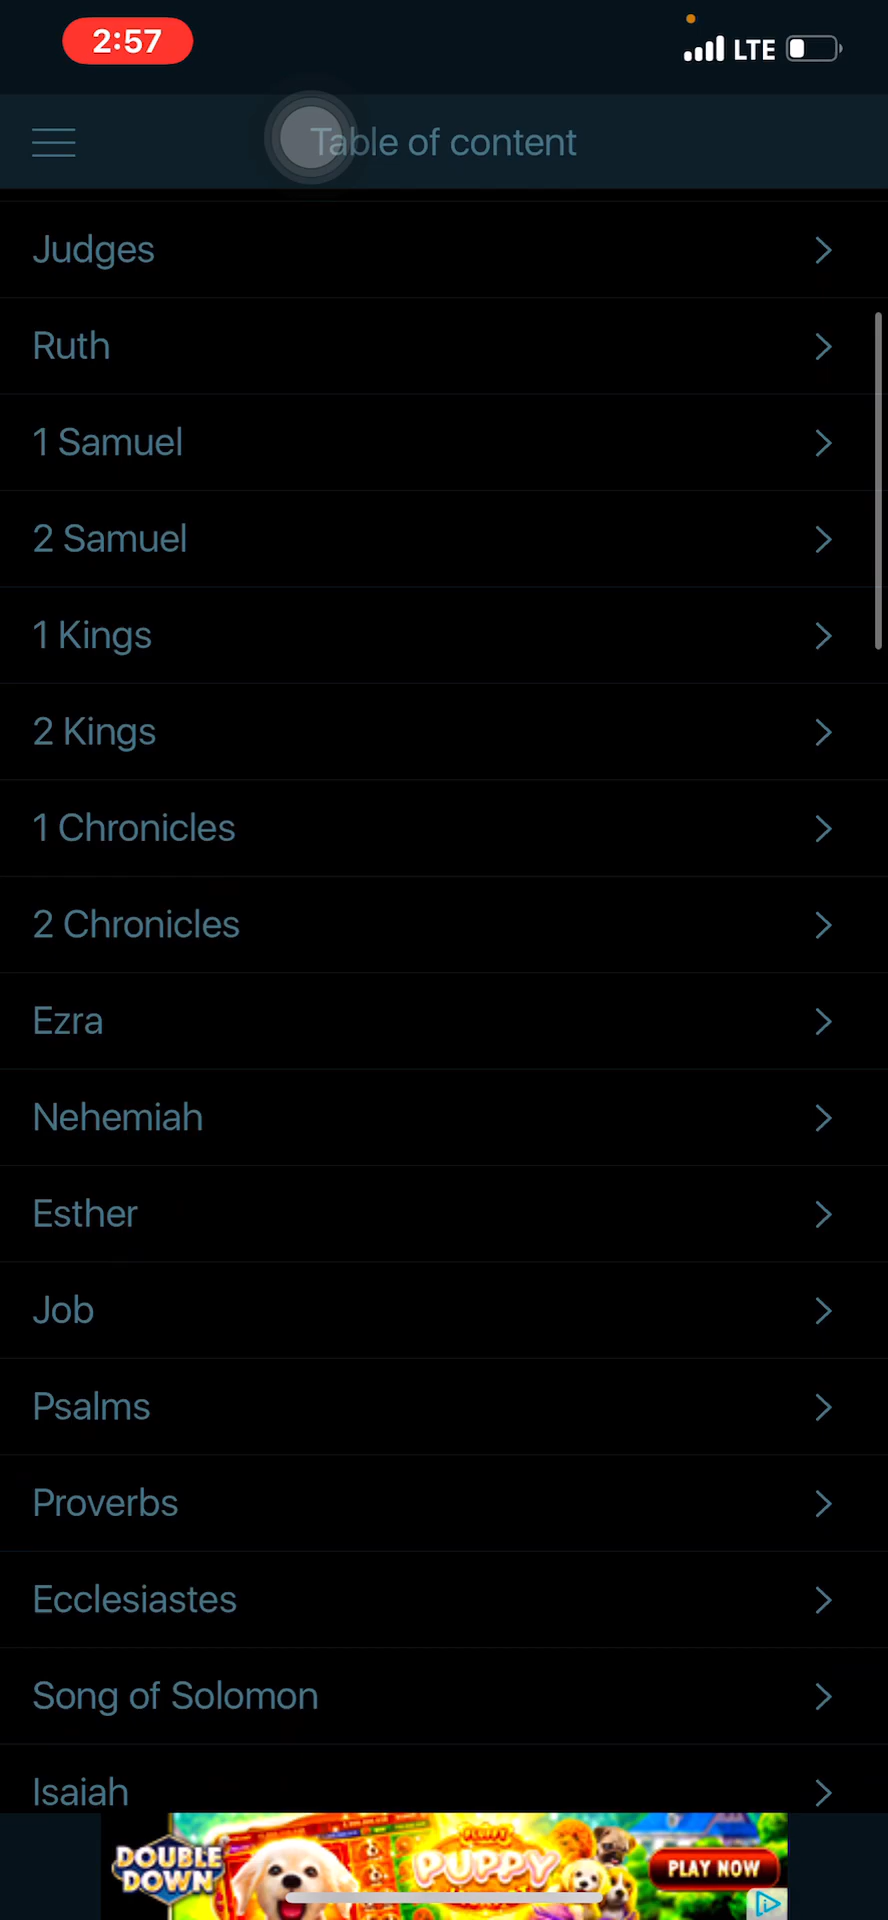 2:57
LTE
Table of content
Judges
Ruth
1 Samuel
2 Samuel
1 Kings
2 Kings
1 Chronicles
2 Chronicles
Ezra
Nehemiah
Esther
Job
Psalms
Proverbs
Ecclesiastes
Song of Solomon
Isaiah
DOUBLE
DOWN
PUPPY
PLAY NOW